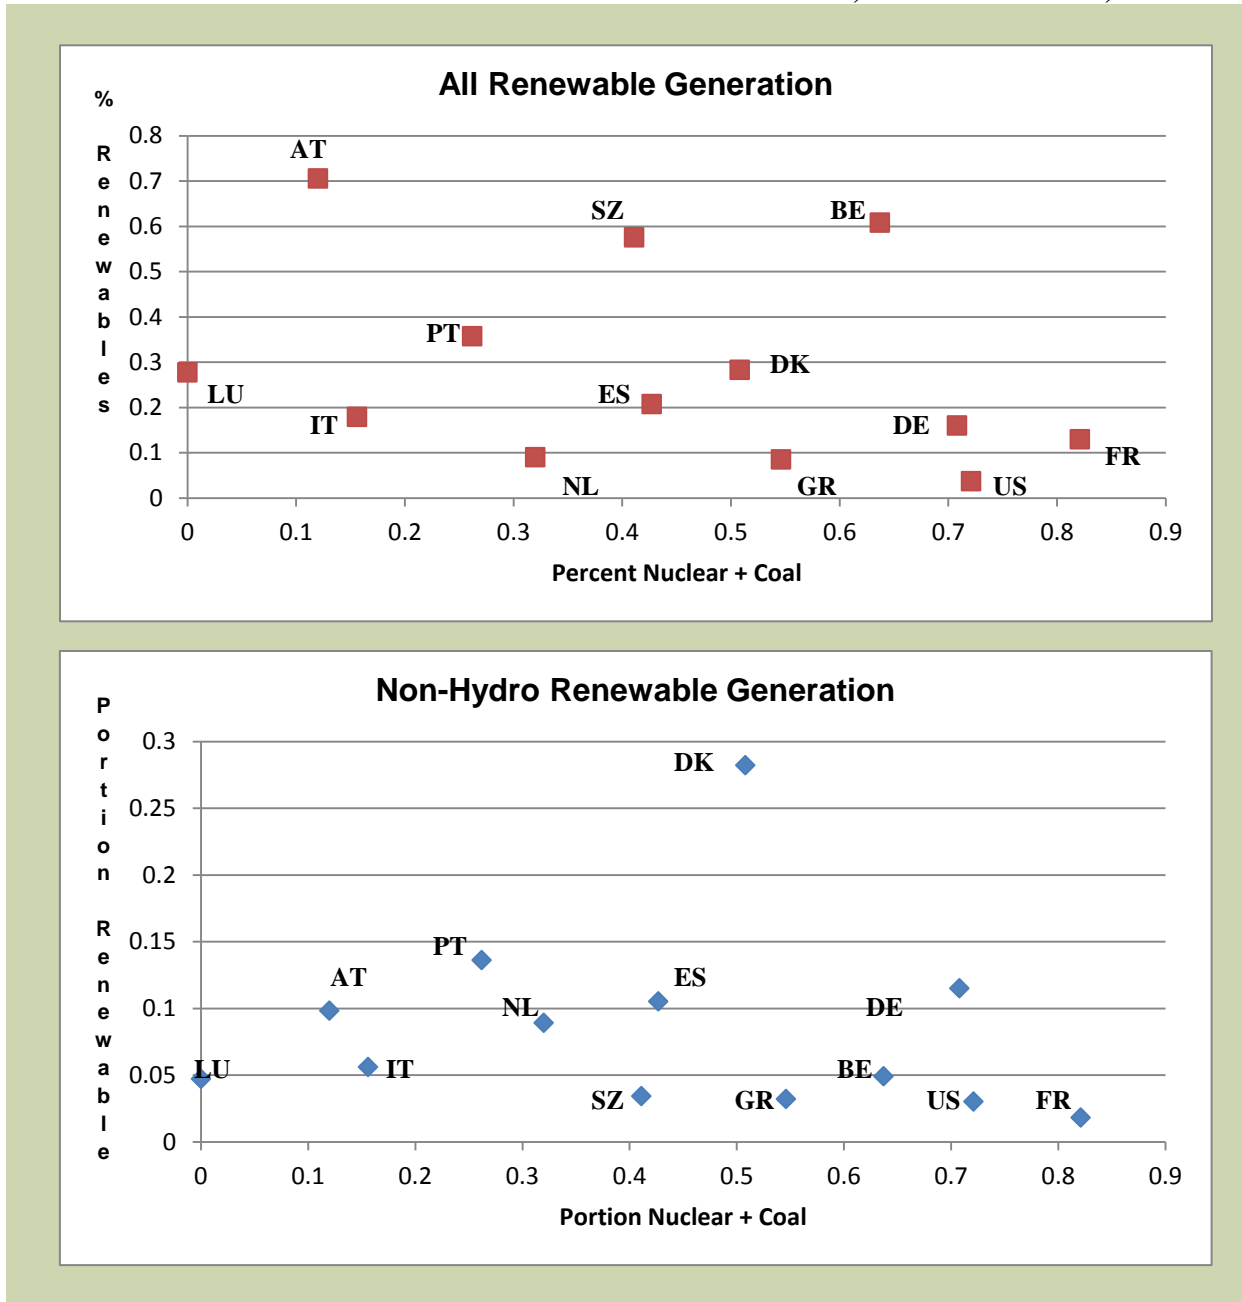 All Renewable Generation
%
Renewables
0.8
0.7
0.6
0.5
0.4
0.3
0.2
0.1
0
AT
SZ
BE
PT
DK
LU
ES
IT
DE
FR
NL
GR
US
0 0.1 0.2 0.3 0.4 0.5 0.6 0.7 0.8 0.9
Percent Nuclear + Coal
Non-Hydro Renewable Generation
Portion Renewable
0.3
0.25
0.2
0.15
0.1
0.05
0
DK
PT
AT
ES
NL
DE
LU
IT
BE
SZ
GR
US
FR
0 0.1 0.2 0.3 0.4 0.5 0.6 0.7 0.8 0.9
Portion Nuclear + Coal